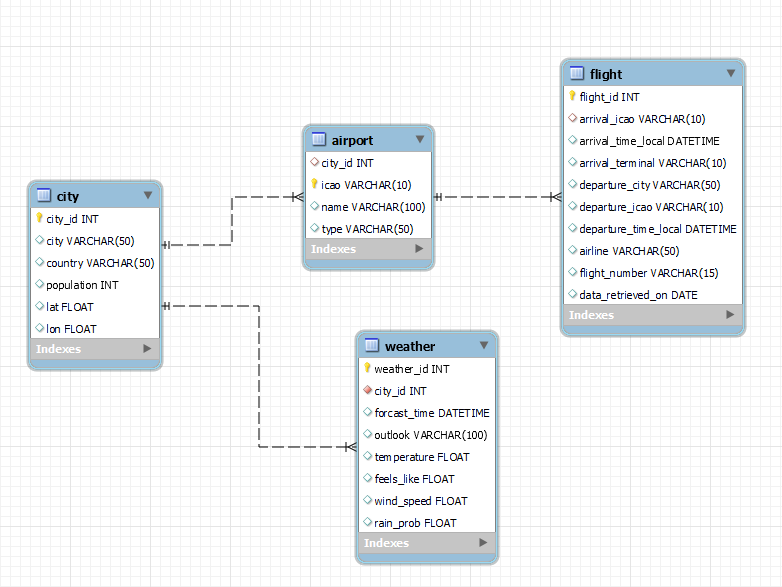 city
city_id INT
city VARCHAR(50)
country VARCHAR(50)
population INT
lat FLOAT
lon FLOAT
Indexes
airport
city_id INT
icao VARCHAR(10)
name VARCHAR(100)
type VARCHAR(50)
Indexes
flight
flight_id INT
arrival_icao VARCHAR(10)
arrival_time_local DATETIME
arrival_terminal VARCHAR(10)
departure_city VARCHAR(50)
departure_icao VARCHAR(10)
departure_time_local DATETIME
airline VARCHAR(50)
flight_number VARCHAR(15)
data_retrieved_on DATE
Indexes
weather
weather_id INT
city_id INT
forcast_time DATETIME
outlook VARCHAR(100)
temperature FLOAT
feels_like FLOAT
wind_speed FLOAT
rain_prob FLOAT
Indexes